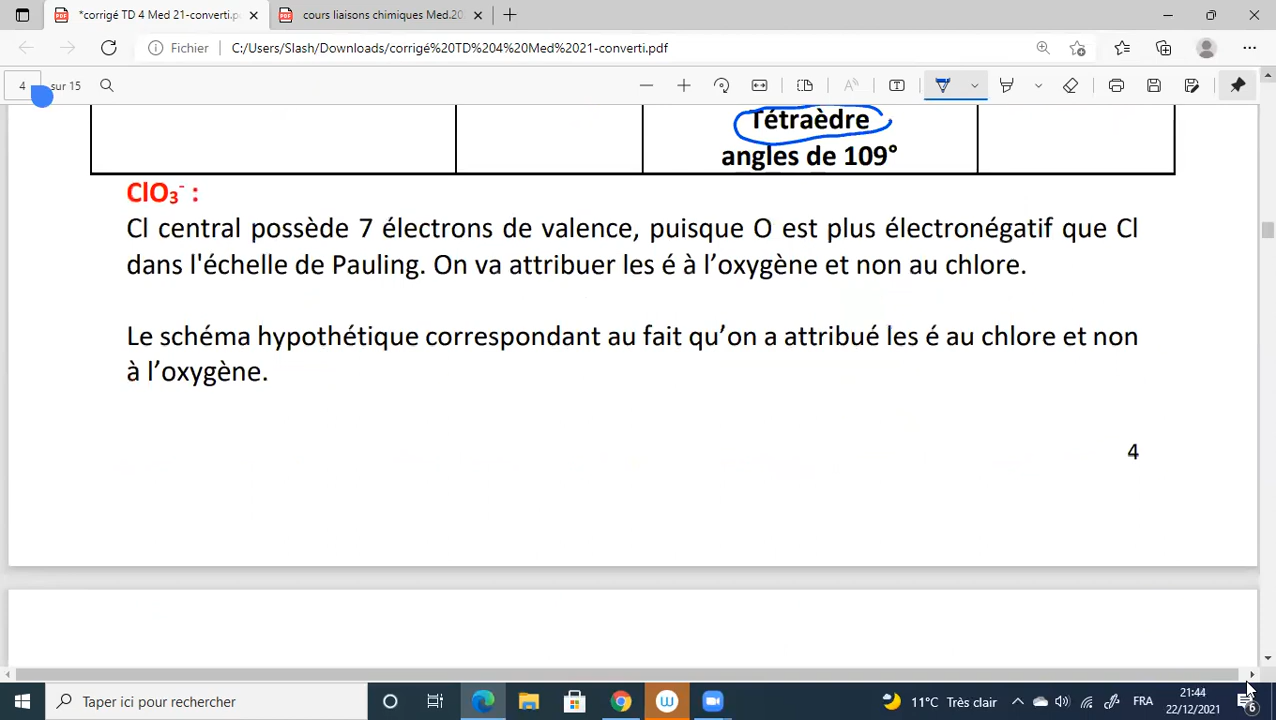 *corrigé TD 4 Med 21-converti.p
cours liaisons chimiques Med.20
Fichier
C:/Users/Slash/Downloads/corrigé%20TD%204%20Med%2021-converti.pdf
4 sur 15
Tétraèdre
angles de 109°
ClO₃⁻ :
Cl central possède 7 électrons de valence, puisque O est plus électronégatif que Cl
dans l'échelle de Pauling. On va attribuer les é à l’oxygène et non au chlore.
Le schéma hypothétique correspondant au fait qu’on a attribué les é au chlore et non
à l’oxygène.
4
Taper ici pour rechercher
11°C Très clair
FRA
21:44
22/12/2021
6